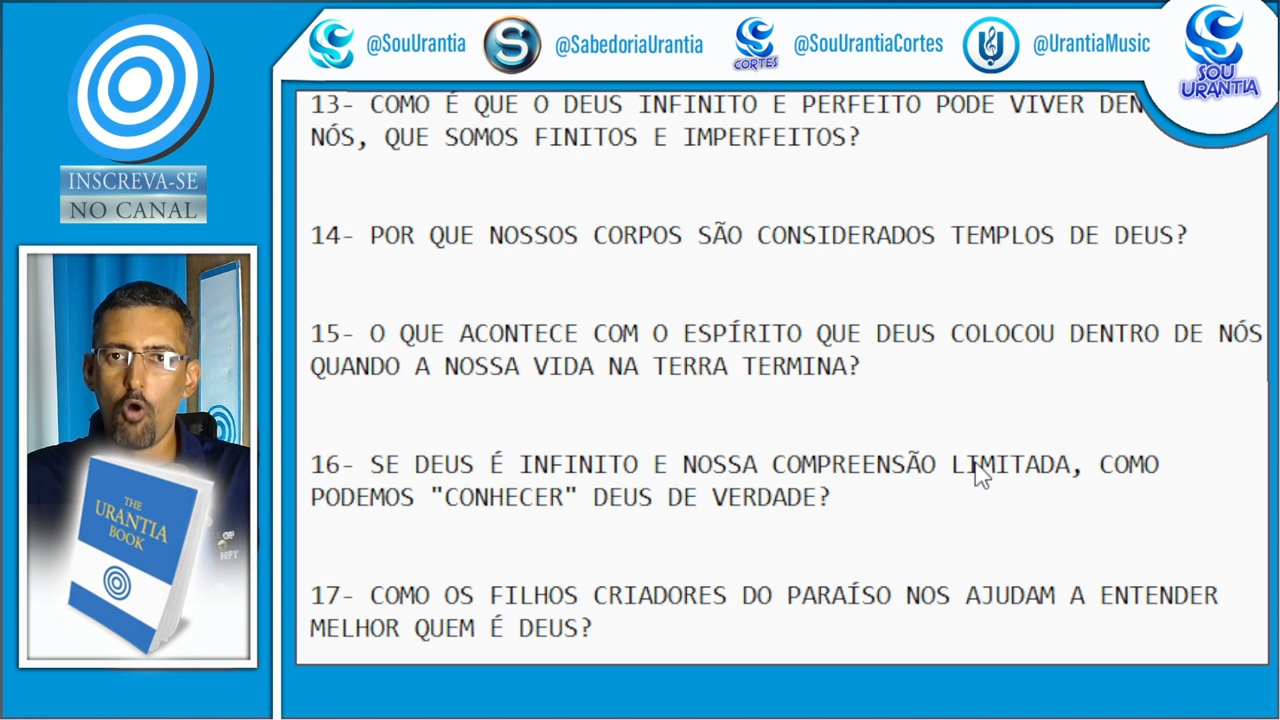 @SouUrantia
@SabedoriaUrantia
CORTES
@SouUrantiaCortes
@UrantiaMusic
SOU
URANTIA
INSCREVA-SE
NO CANAL
13- COMO É QUE O DEUS INFINITO E PERFEITO PODE VIVER
NÓS, QUE SOMOS FINITOS E IMPERFEITOS?
14- POR QUE NOSSOS CORPOS SÃO CONSIDERADOS TEMPLOS DE DEUS?
15- O QUE ACONTECE COM O ESPÍRITO QUE DEUS COLOCOU DENTRO DE NÓS
QUANDO A NOSSA VIDA NA TERRA TERMINA?
16- SE DEUS É INFINITO E NOSSA COMPREENSÃO LIMITADA, COMO
PODEMOS "CONHECER" DEUS DE VERDADE?
17- COMO OS FILHOS CRIADORES DO PARAÍSO NOS AJUDAM A ENTENDER
MELHOR QUEM É DEUS?
THE
URANTIA
BOOK